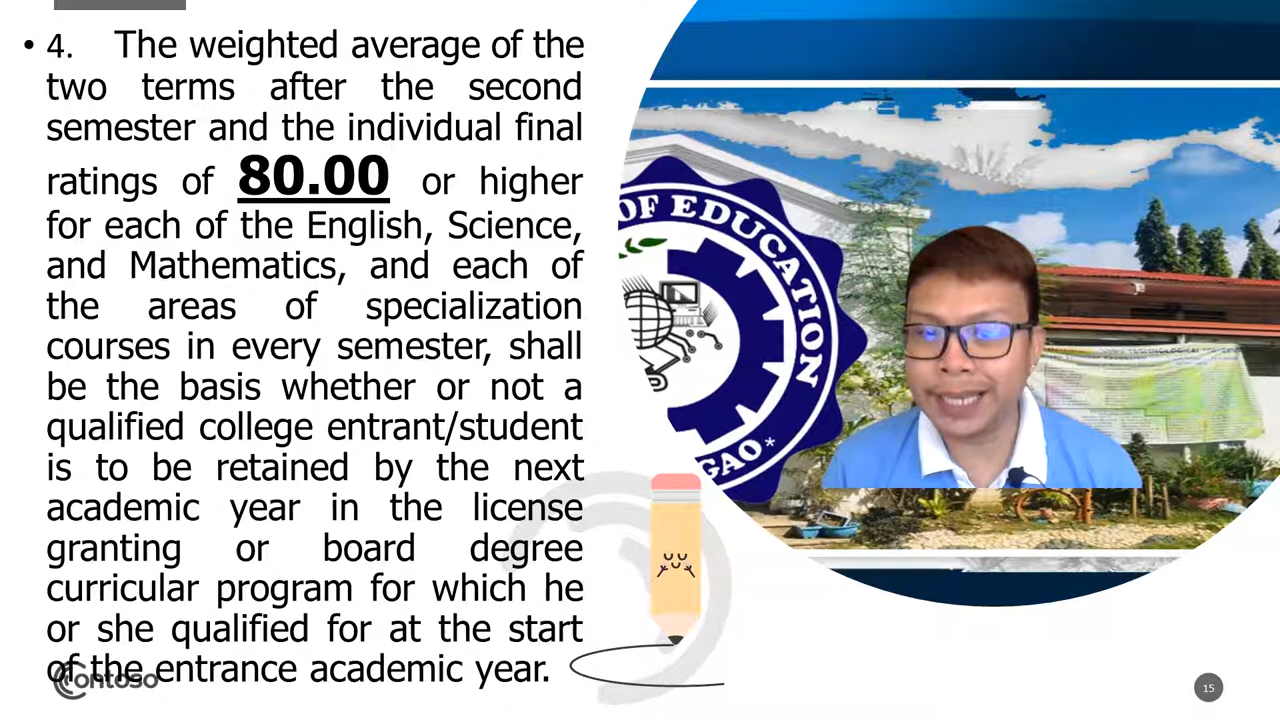 • 4. The weighted average of the
two terms after the second
semester and the individual final
ratings of 80.00 or higher
for each of the English, Science,
and Mathematics, and each of
the areas of specialization
courses in every semester, shall
be the basis whether or not a
qualified college entrant/student
is to be retained by the next
academic year in the license
granting or board degree
curricular program for which he
or she qualified for at the start
of the entrance academic year.
Contoso
OF EDUCATION
GAO*
15